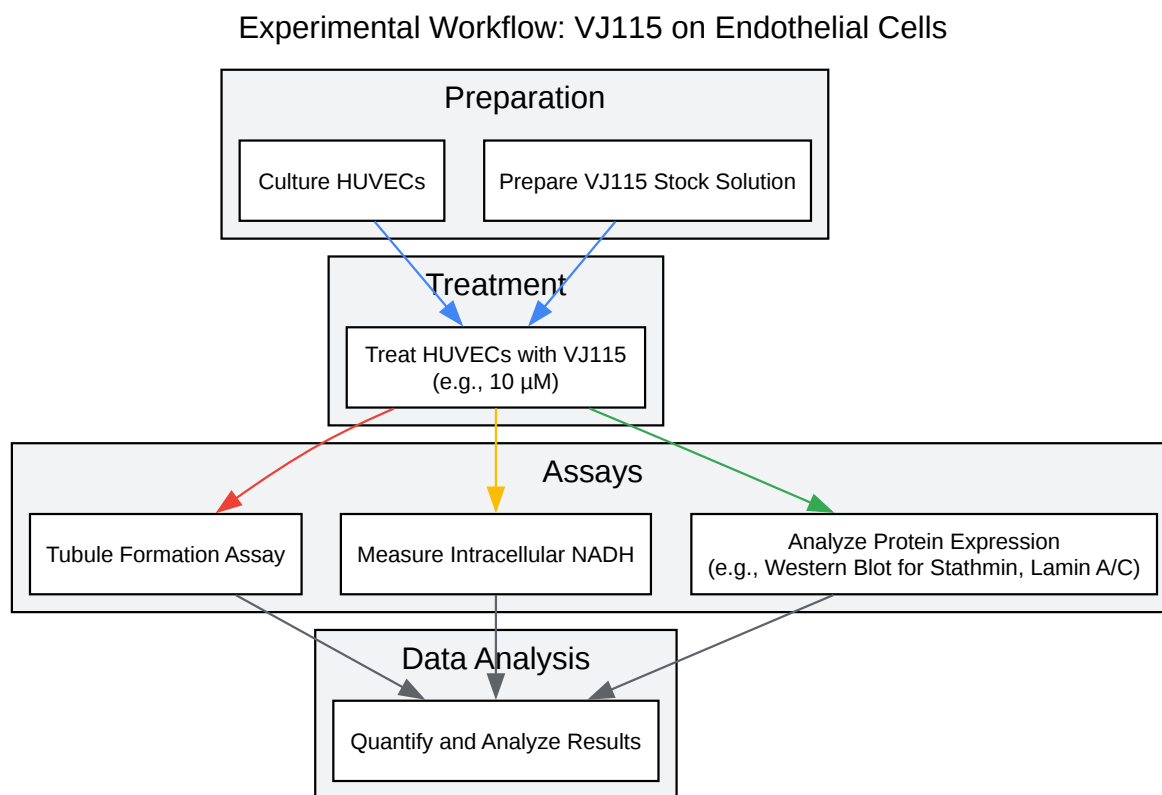 Experimental Workflow: VJ115 on Endothelial Cells
Preparation
Culture HUVECs
Prepare VJ115 Stock Solution
Treatment
Treat HUVECs with VJ115
(e.g., 10 µM)
Assays
Tubule Formation Assay
Measure Intracellular NADH
Analyze Protein Expression
(e.g., Western Blot for Stathmin, Lamin A/C)
Data Analysis
Quantify and Analyze Results